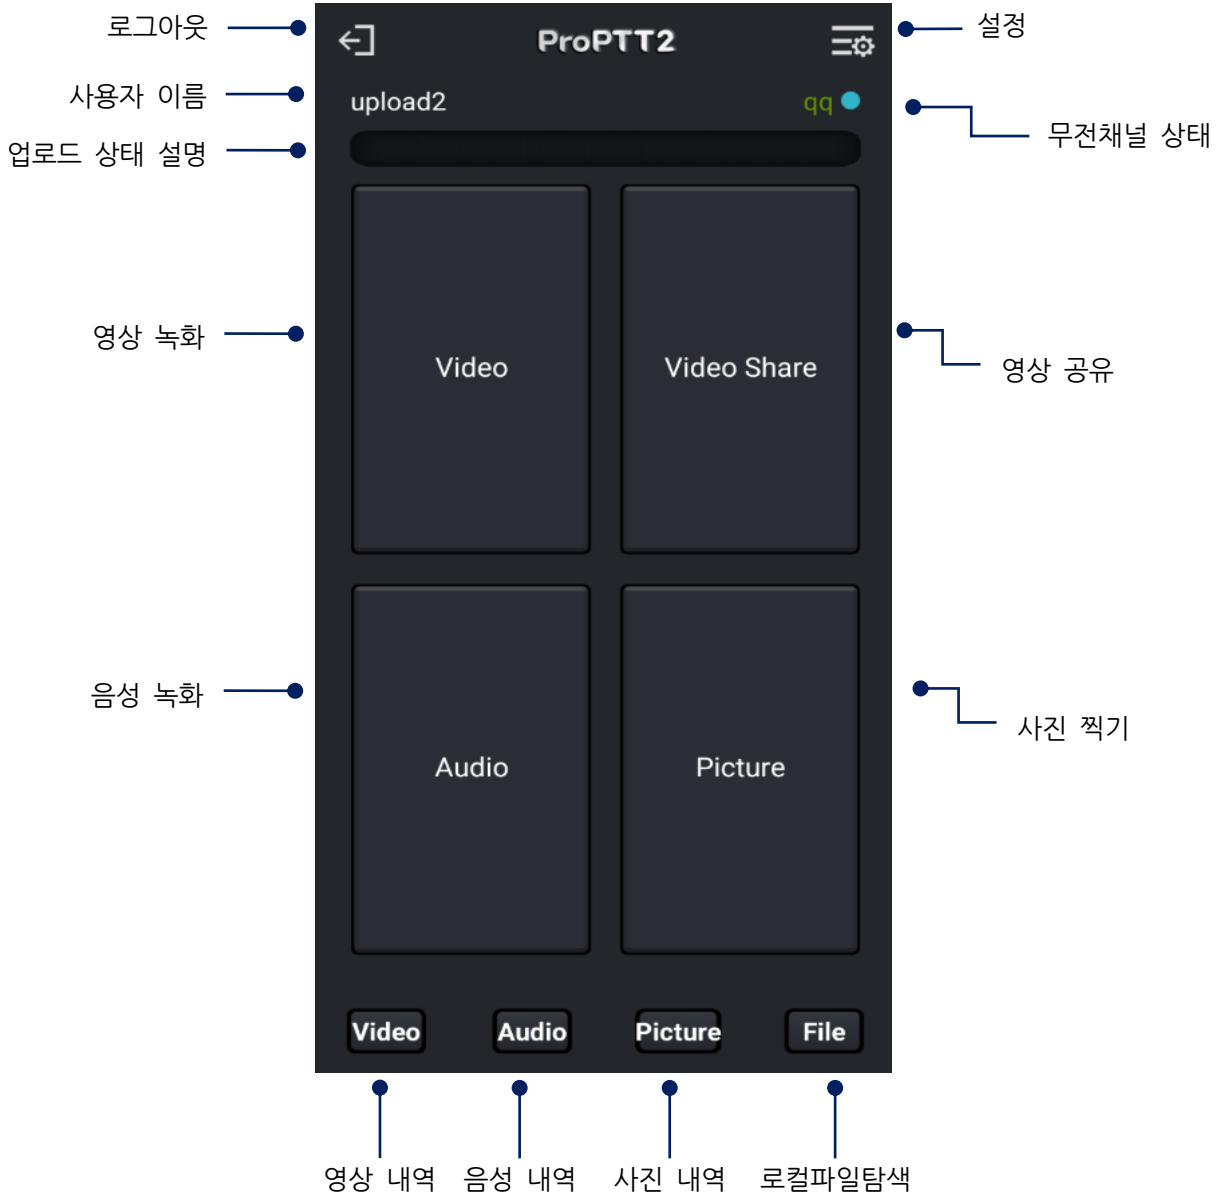 로그아웃
ProPTT2
설정
사용자 이름
upload2
qq
무전채널 상태
업로드 상태 설명
영상 녹화
Video
Video Share
영상 공유
음성 녹화
Audio
Picture
사진 찍기
Video
Audio
Picture
File
영상 내역
음성 내역
사진 내역
로컬파일탐색